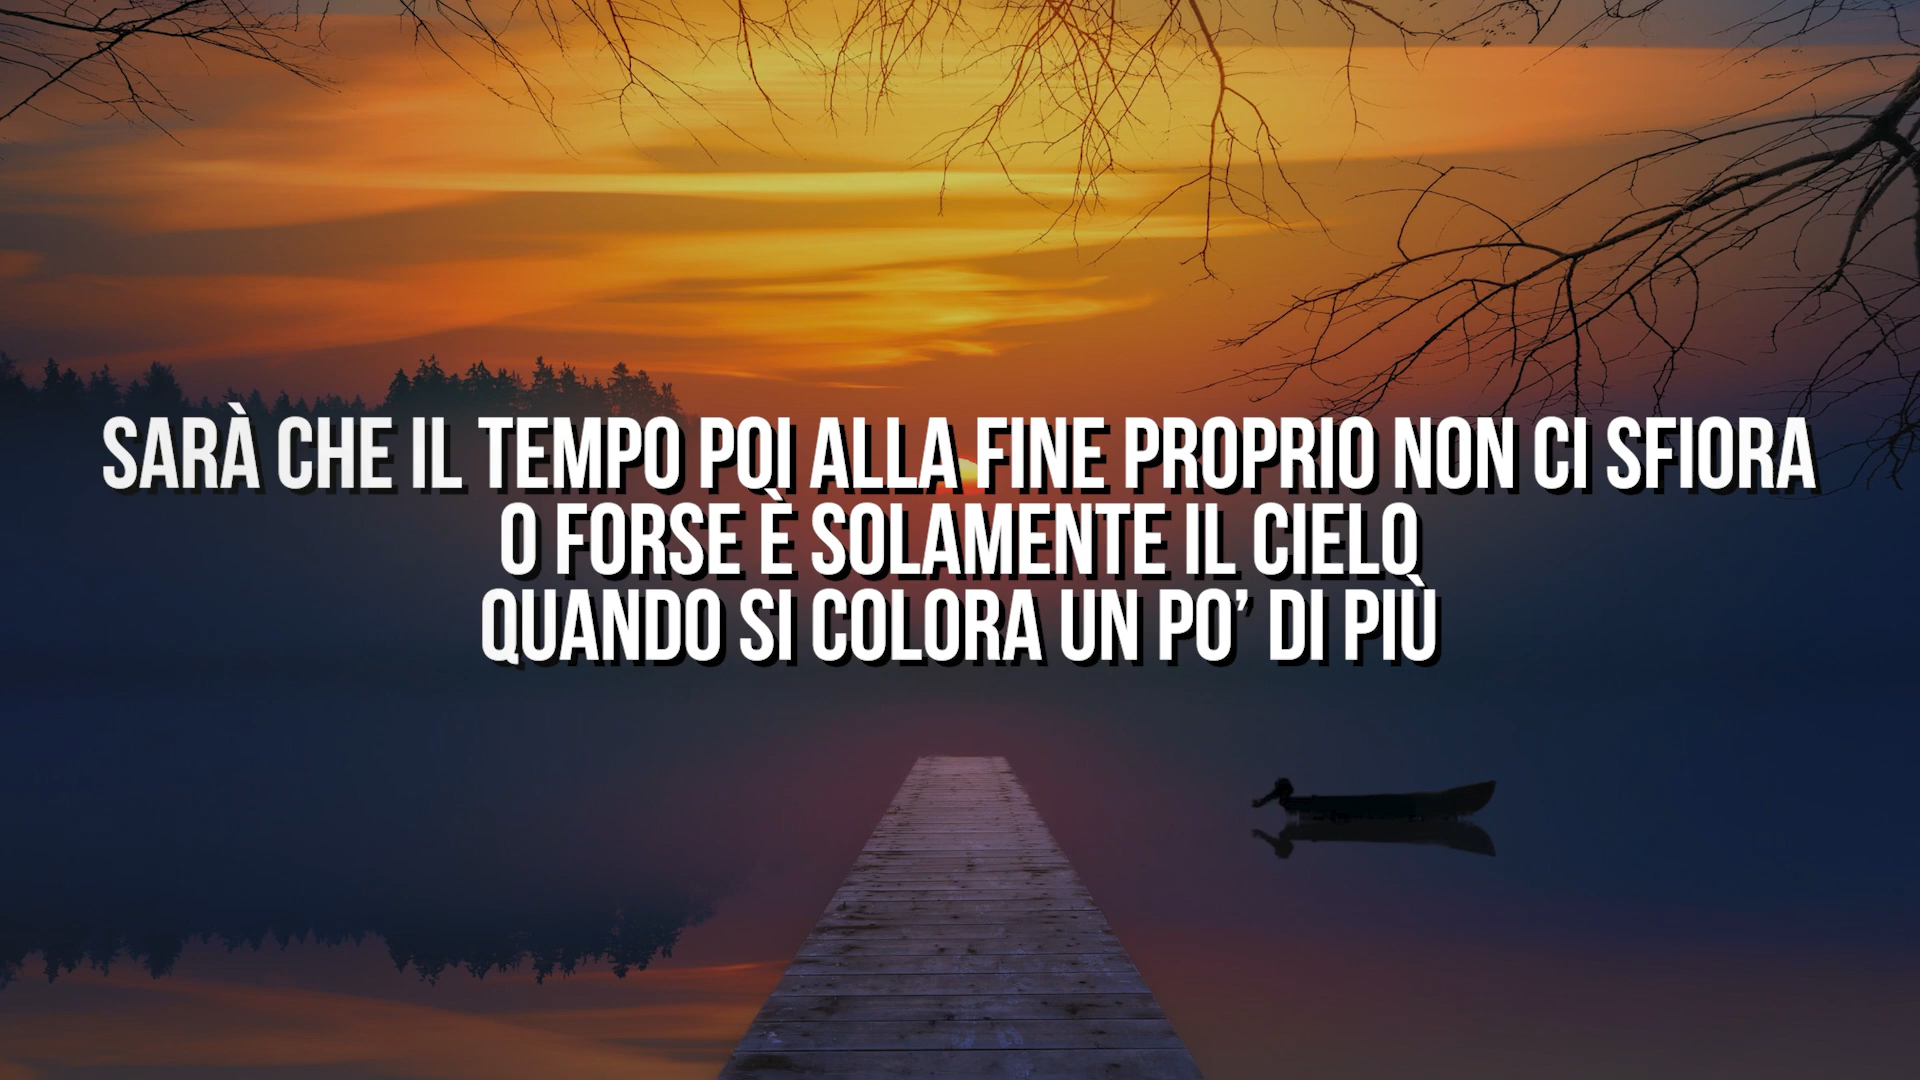 SARÀ CHE IL TEMPO POI ALLA FINE PROPRIO NON CI SFIORA
O FORSE È SOLAMENTE IL CIELO
QUANDO SI COLORA UN PO’ DI PIÙ